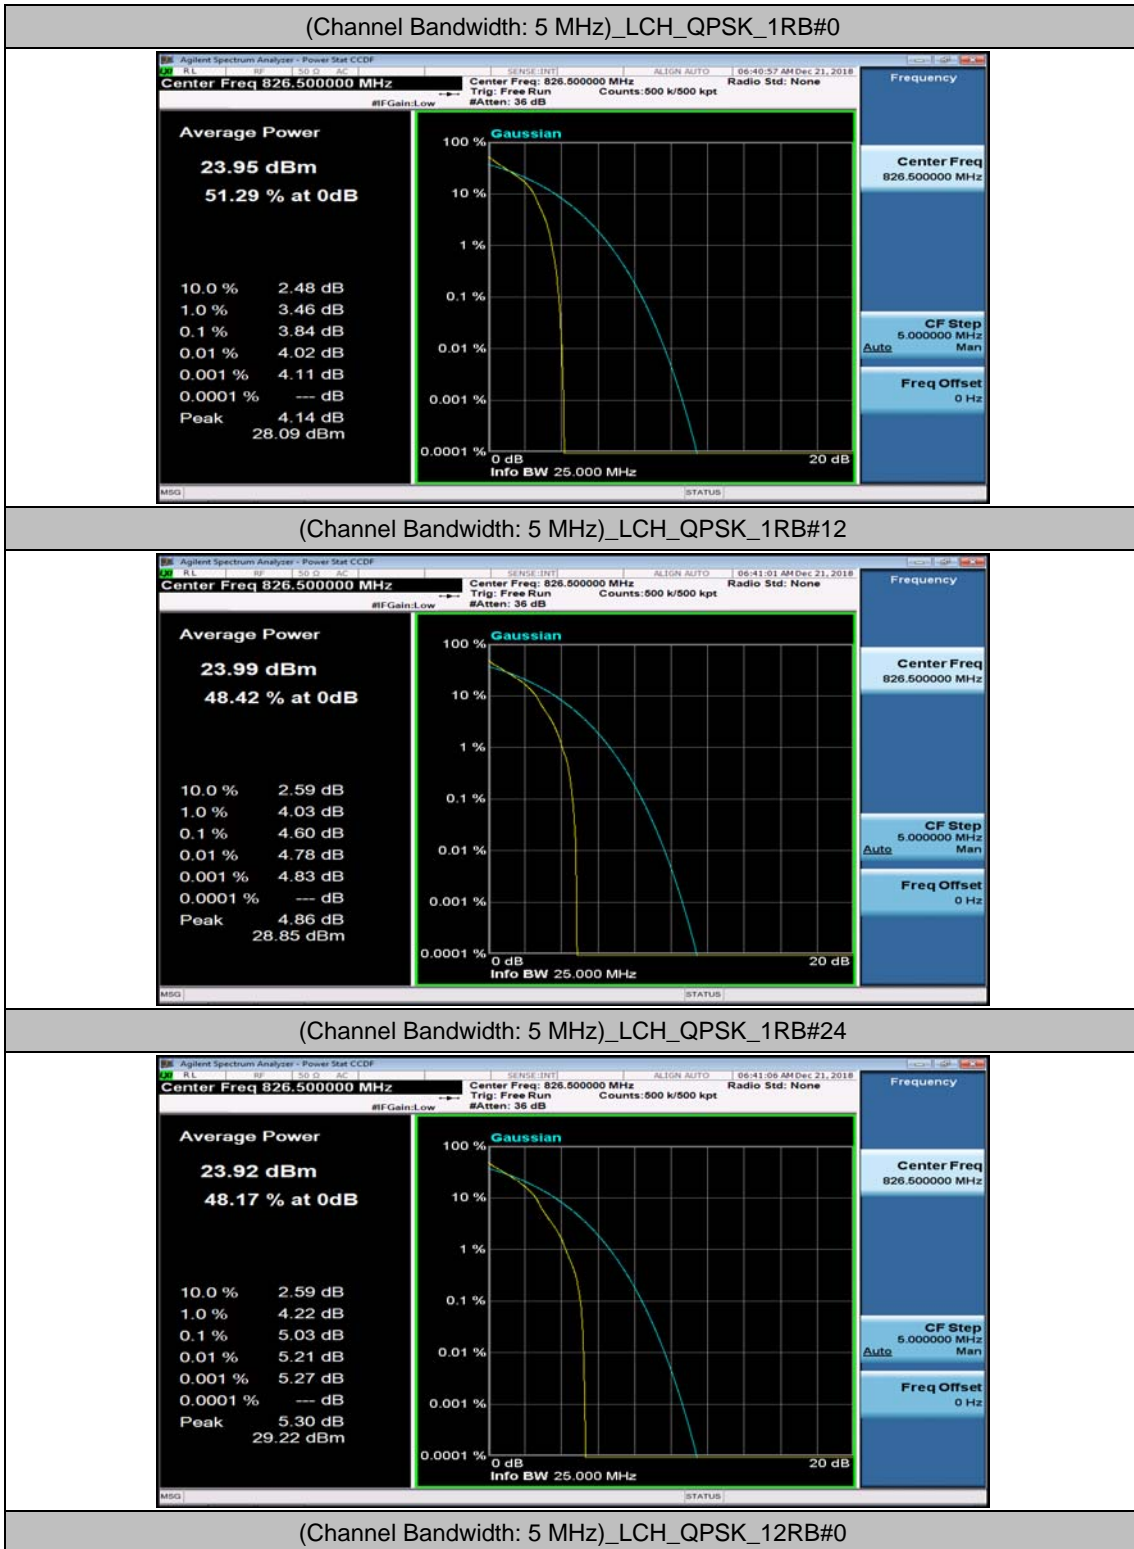 (Channel Bandwidth: 5 MHz)_LCH_QPSK_1RB#0
Agilent Spectrum Analyzer - Power Stat CCDF
RL RF 50 Ω AC SENSE:INT ALIGN AUTO 06:40:57 AM Dec 21, 2018
Center Freq 826.500000 MHz
Center Freq: 826.500000 MHz Radio Std: None
Trig: Free Run Counts:500 k/500 kpt
#IFGain:Low #Atten: 36 dB
Frequency
Average Power
23.95 dBm
51.29 % at 0dB
10.0 % 2.48 dB
1.0 % 3.46 dB
0.1 % 3.84 dB
0.01 % 4.02 dB
0.001 % 4.11 dB
0.0001 % --- dB
Peak 4.14 dB
28.09 dBm
Gaussian
100 %
10 %
1 %
0.1 %
0.01 %
0.001 %
0.0001 %
0 dB 20 dB
Info BW 25.000 MHz
Center Freq
826.500000 MHz
CF Step
5.000000 MHz
Auto Man
Freq Offset
0 Hz
MSG STATUS
(Channel Bandwidth: 5 MHz)_LCH_QPSK_1RB#12
Agilent Spectrum Analyzer - Power Stat CCDF
RL RF 50 Ω AC SENSE:INT ALIGN AUTO 06:41:01 AM Dec 21, 2018
Center Freq 826.500000 MHz
Center Freq: 826.500000 MHz Radio Std: None
Trig: Free Run Counts:500 k/500 kpt
#IFGain:Low #Atten: 36 dB
Frequency
Average Power
23.99 dBm
48.42 % at 0dB
10.0 % 2.59 dB
1.0 % 4.03 dB
0.1 % 4.60 dB
0.01 % 4.78 dB
0.001 % 4.83 dB
0.0001 % --- dB
Peak 4.86 dB
28.85 dBm
Gaussian
100 %
10 %
1 %
0.1 %
0.01 %
0.001 %
0.0001 %
0 dB 20 dB
Info BW 25.000 MHz
Center Freq
826.500000 MHz
CF Step
5.000000 MHz
Auto Man
Freq Offset
0 Hz
MSG STATUS
(Channel Bandwidth: 5 MHz)_LCH_QPSK_1RB#24
Agilent Spectrum Analyzer - Power Stat CCDF
RL RF 50 Ω AC SENSE:INT ALIGN AUTO 06:41:06 AM Dec 21, 2018
Center Freq 826.500000 MHz
Center Freq: 826.500000 MHz Radio Std: None
Trig: Free Run Counts:500 k/500 kpt
#IFGain:Low #Atten: 36 dB
Frequency
Average Power
23.92 dBm
48.17 % at 0dB
10.0 % 2.59 dB
1.0 % 4.22 dB
0.1 % 5.03 dB
0.01 % 5.21 dB
0.001 % 5.27 dB
0.0001 % --- dB
Peak 5.30 dB
29.22 dBm
Gaussian
100 %
10 %
1 %
0.1 %
0.01 %
0.001 %
0.0001 %
0 dB 20 dB
Info BW 25.000 MHz
Center Freq
826.500000 MHz
CF Step
5.000000 MHz
Auto Man
Freq Offset
0 Hz
MSG STATUS
(Channel Bandwidth: 5 MHz)_LCH_QPSK_12RB#0